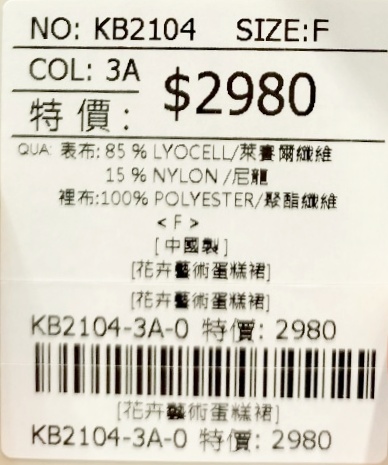 NO: KB2104 SIZE:F
COL: 3A
特價: $2980
QUA: 表布:85 % LYOCELL/萊賽爾纖維
15 % NYLON /尼龍
裡布:100% POLYESTER/聚酯纖維
< F >
[中國製]
[花卉藝術蛋糕裙]
[花卉藝術蛋糕裙]
KB2104-3A-0 特價: 2980
[花卉藝術蛋糕裙]
KB2104-3A-0 特價: 2980